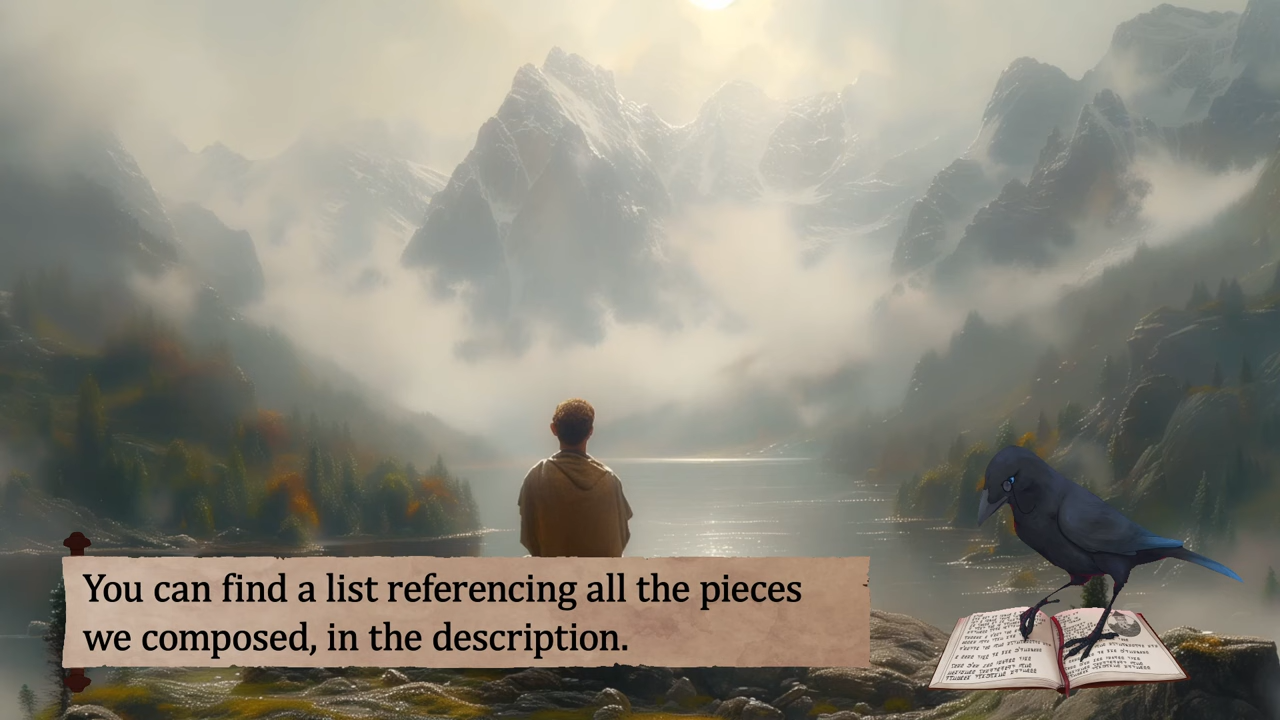 You can find a list referencing all the pieces
we composed, in the description.